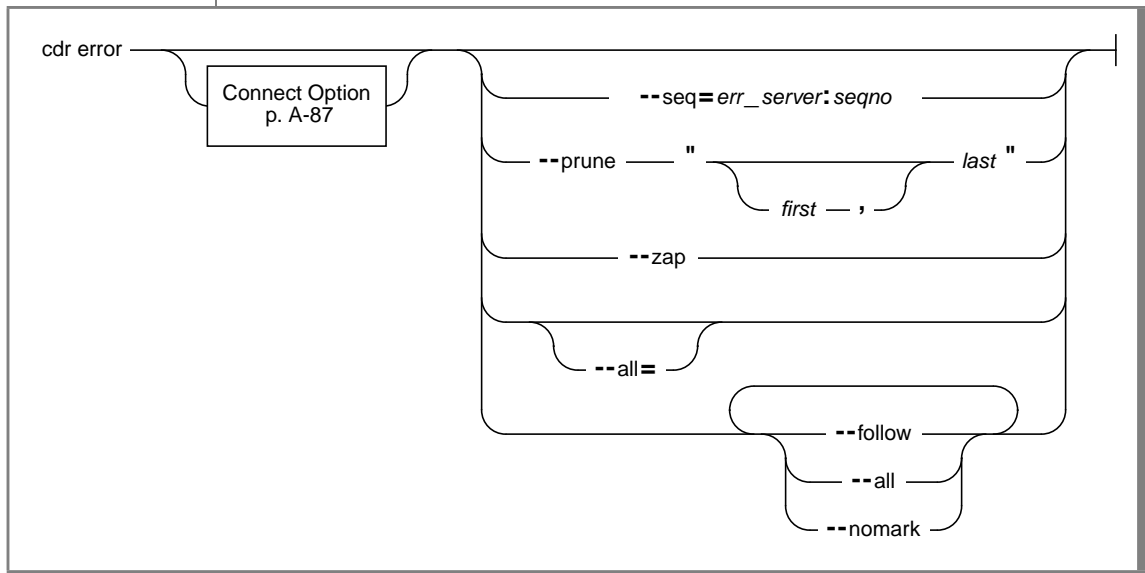 cdr error
Connect Option
p. A-87
--seq=err_server:seqno
--prune " last "
first ,
--zap
--all=
--follow
--all
--nomark